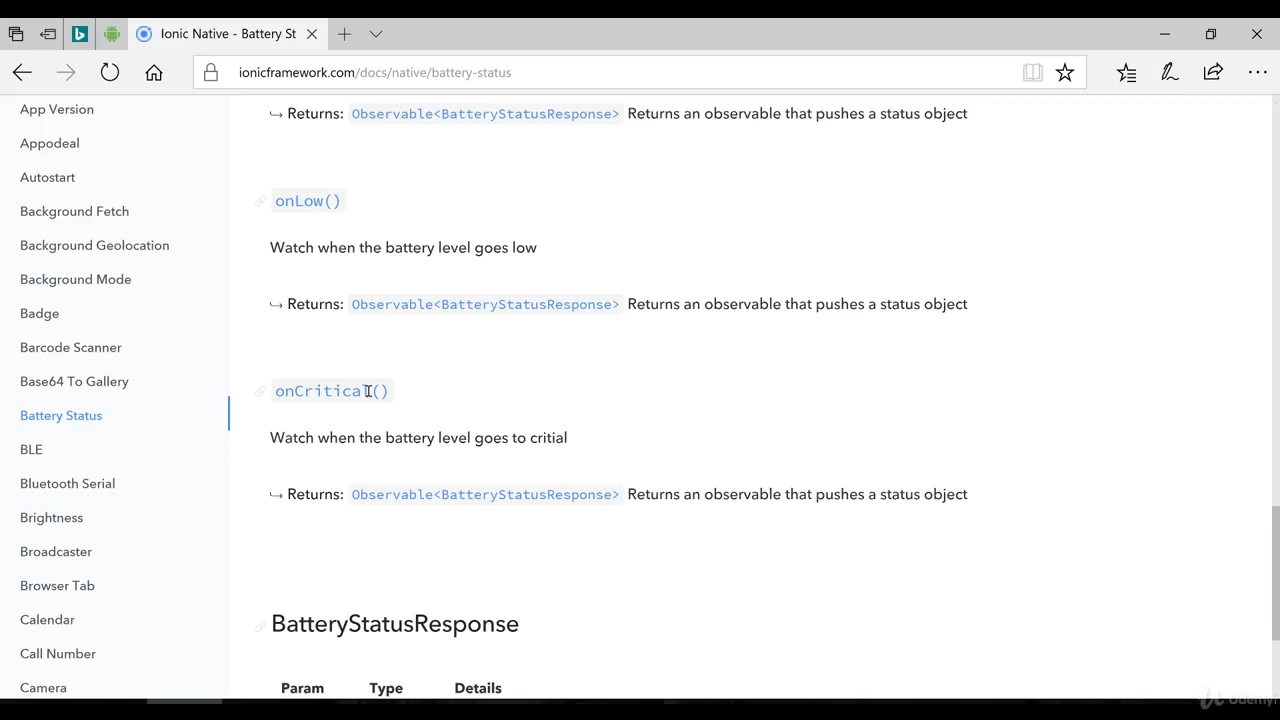 Ionic Native - Battery St
ionicframework.com/docs/native/battery-status
App Version
Appodeal
Autostart
Background Fetch
Background Geolocation
Background Mode
Badge
Barcode Scanner
Base64 To Gallery
Battery Status
BLE
Bluetooth Serial
Brightness
Broadcaster
Browser Tab
Calendar
Call Number
Camera
Returns: Observable<BatteryStatusResponse> Returns an observable that pushes a status object
onLow()
Watch when the battery level goes low
Returns: Observable<BatteryStatusResponse> Returns an observable that pushes a status object
onCritical()
Watch when the battery level goes to critial
Returns: Observable<BatteryStatusResponse> Returns an observable that pushes a status object
BatteryStatusResponse
Param Type Details
Udemy